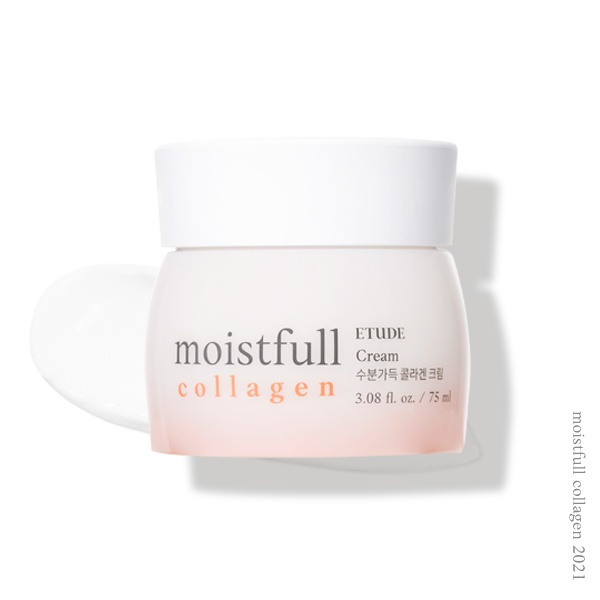 moistfull
collagen
ETUDE
Cream
수분가득 콜라겐 크림
3.08 fl. oz. / 75 ml
moistfull collagen 2021